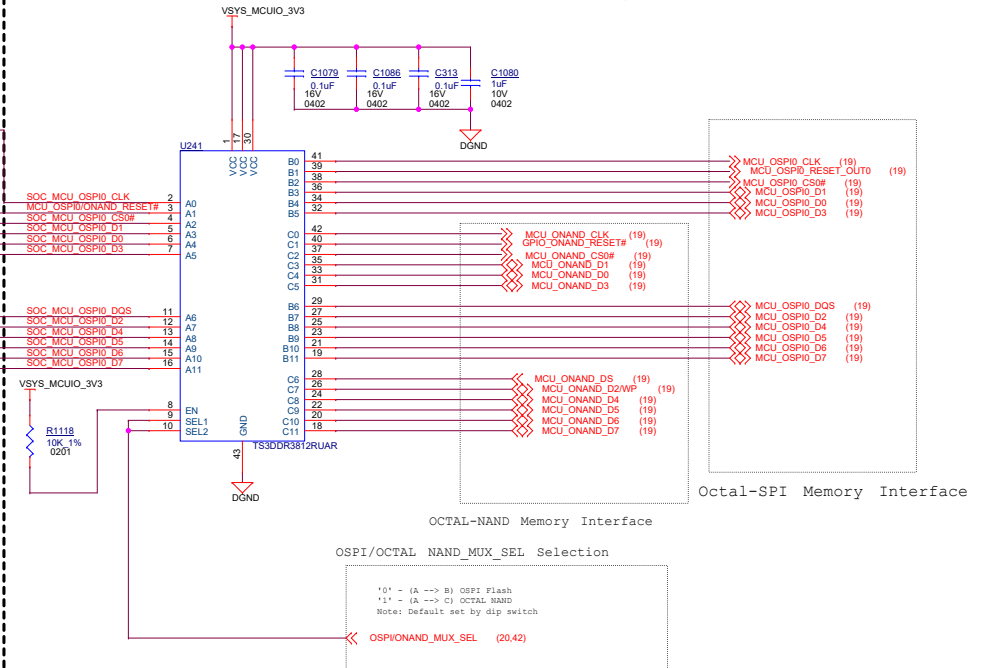 VSYS_MCUIO_3V3
C1079
0.1uF
16V
0402
C1086
0.1uF
16V
0402
C313
0.1uF
16V
0402
C1080
1uF
10V
0402
DGND
U241
1
17
30
VCC
VCC
VCC
SOC_MCU_OSPI0_CLK 2 A0
MCU_OSPI0/ONAND_RESET# 3 A1
SOC_MCU_OSPI0_CS0# 4 A2
SOC_MCU_OSPI0_D1 5 A3
SOC_MCU_OSPI0_D0 6 A4
SOC_MCU_OSPI0_D3 7 A5
B0 41 MCU_OSPI0_CLK (19)
B1 39 MCU_OSPI0_RESET_OUT0 (19)
B2 38 MCU_OSPI0_CS0# (19)
B3 36 MCU_OSPI0_D1 (19)
B4 34 MCU_OSPI0_D0 (19)
B5 32 MCU_OSPI0_D3 (19)
C0 42 MCU_ONAND_CLK (19)
C1 40 GPIO_ONAND_RESET# (19)
C2 37 MCU_ONAND_CS0# (19)
C3 35 MCU_ONAND_D1 (19)
C4 33 MCU_ONAND_D0 (19)
C5 31 MCU_ONAND_D3 (19)
SOC_MCU_OSPI0_DQS 11 A6
SOC_MCU_OSPI0_D2 12 A7
SOC_MCU_OSPI0_D4 13 A8
SOC_MCU_OSPI0_D5 14 A9
SOC_MCU_OSPI0_D6 15 A10
SOC_MCU_OSPI0_D7 16 A11
B6 29 MCU_OSPI0_DQS (19)
B7 27 MCU_OSPI0_D2 (19)
B8 25 MCU_OSPI0_D4 (19)
B9 23 MCU_OSPI0_D5 (19)
B10 21 MCU_OSPI0_D6 (19)
B11 19 MCU_OSPI0_D7 (19)
C6 28 MCU_ONAND_DS (19)
C7 26 MCU_ONAND_D2/WP (19)
C8 24 MCU_ONAND_D4 (19)
C9 22 MCU_ONAND_D5 (19)
C10 20 MCU_ONAND_D6 (19)
C11 18 MCU_ONAND_D7 (19)
VSYS_MCUIO_3V3
R1118
10K_1%
0201
8 EN
9 SEL1
10 SEL2
GND
43
TS3DDR3812RUAR
DGND
Octal-SPI Memory Interface
OCTAL-NAND Memory Interface
OSPI/OCTAL NAND_MUX_SEL Selection
'0' - (A --> B) OSPI Flash
'1' - (A --> C) OCTAL NAND
Note: Default set by dip switch
OSPI/ONAND_MUX_SEL (20,42)